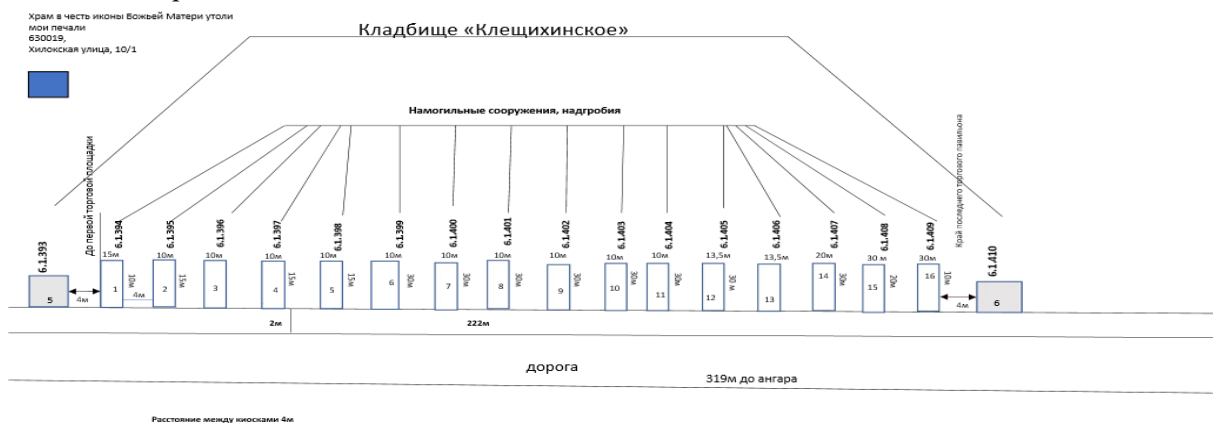 Храм в честь иконы Божьей Матери утоли
мои печали
630019,
Хилокская улица, 10/1
Кладбище «Клещихинское»
Намогильные сооружения, надгробия
До первой торговой площадки
Край последнего торгового павильона
6.1.393
6.1.394
6.1.395
6.1.396
6.1.397
6.1.398
6.1.399
6.1.400
6.1.401
6.1.402
6.1.403
6.1.404
6.1.405
6.1.406
6.1.407
6.1.408
6.1.409
6.1.410
15м 10м 10м 10м 10м 10м 10м 10м 10м 10м 10м 13,5м 13,5м 20м 30 м 30м
10м 15м 15м 15м 30м 30м 30м 30м 30м 30м 30 м 30м 20м 10м
5 4м 1 4м 2 3 4 5 6 7 8 9 10 11 12 13 14 15 16 4м 6
2м 222м
дорога
319м до ангара
Расстояние между киосками 4м